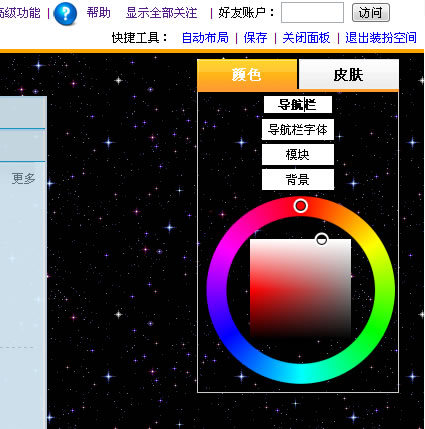 高级功能 | 帮助 显示全部关注 | 好友账户： 访问
快捷工具： 自动布局 | 保存 | 关闭面板 | 退出装扮空间
颜色 皮肤
导航栏
导航栏字体
模块
背景
更多